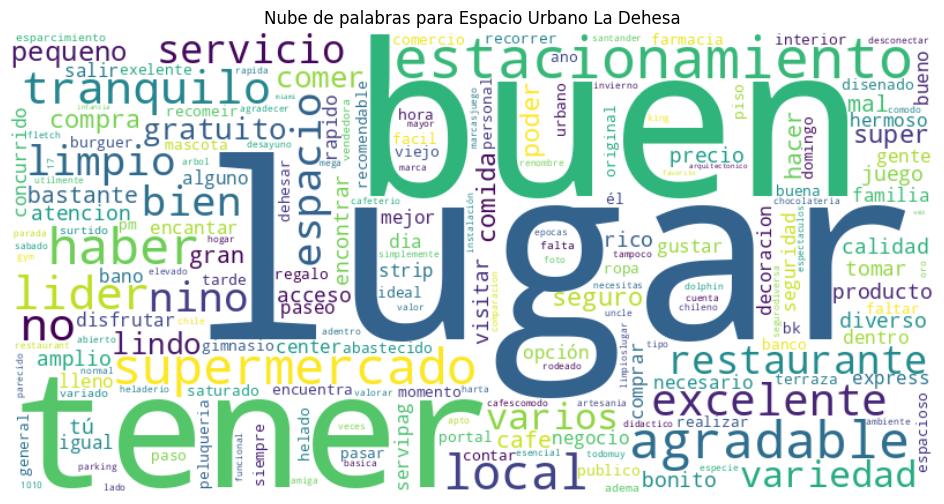 Nube de palabras para Espacio Urbano La Dehesa
esparcimiento
pequeno
servicio
comercio
recorrer
farmacia
interior
santander
desconectar
salir
exelente
rapida
comer
estacionamiento
ano
bueno
tranquilo
infancia
miami
recomeir
agradecer
mascota
fletch
burguer
desayuno
compra
gratuito
espacio
rapido
vendedora
recomendable
hora
mayor
facil
viejo
marca
marcasjuego
personal
poder
king
renombre
arquitectonico
favorito
urbano
original
piso
precio
disenado
mal
hermoso
comodo
super
hacer
domingo
gente
juego
familia
concurrido
limpio
17
utilmente
arbol
mega
bastante
bien
alguno
atencion
encantar
dehesar
encontrar
cafeterio
buen
lugar
comida
instalación
él
buena
chocolateria
vez
parada
gym
sabado
surtido
pm
haber
gran
hogar
mejor
simplemente
dia
strip
ideal
valor
visitar
epocas
falta
foto
tampoco
necesitas
rico
ropa
gustar
dolphin
cuenta
chileno
decoracion
seguridad
espectaculos
calidad
tomar
oro
producto
faltar
bano
elevado
tarde
regalo
acceso
paseo
lider
nino
no
disfrutar
chile
adentro
comparacion
seguro
uncle
segurodiversa
bk
diverso
dentro
restaurant
abierto
lindo
gimnasio
center
abastecido
opción
rodeado
limpioslugar
tipo
banco
parecido
amplio
normal
lleno
variado
heladerio
supermercado
saturado
encuentra
valorar
momento
harta
comprar
restaurante
necesario
terraza
express
general
tú
igual
tener
peluqueria
funcional
siempre
veces
helado
apto
pasar
basica
servipag
cafescomodo
artesania
varios
cafe
negocio
portal
esencial
todomuy
didactico
realizar
excelente
ambiente
espacioso
1010
parking
lado
paso
amiga
contar
local
publico
adema
especie
bonito
agradable
variedad
invierno